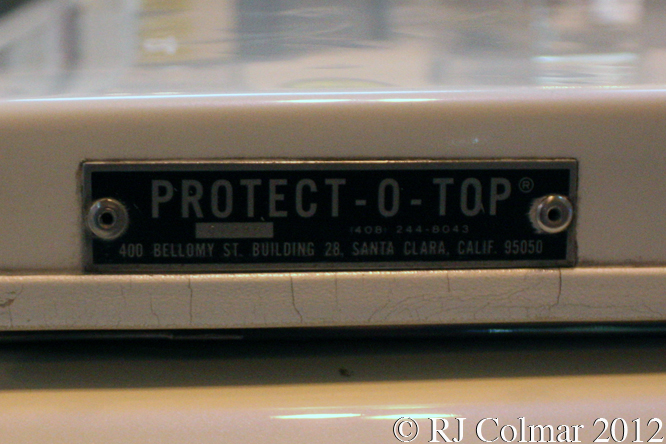 PROTECT-O-TOP®
(408) 244-8043
400 BELLOMY ST. BUILDING 28, SANTA CLARA, CALIF. 95050
© RJ Colmar 2012